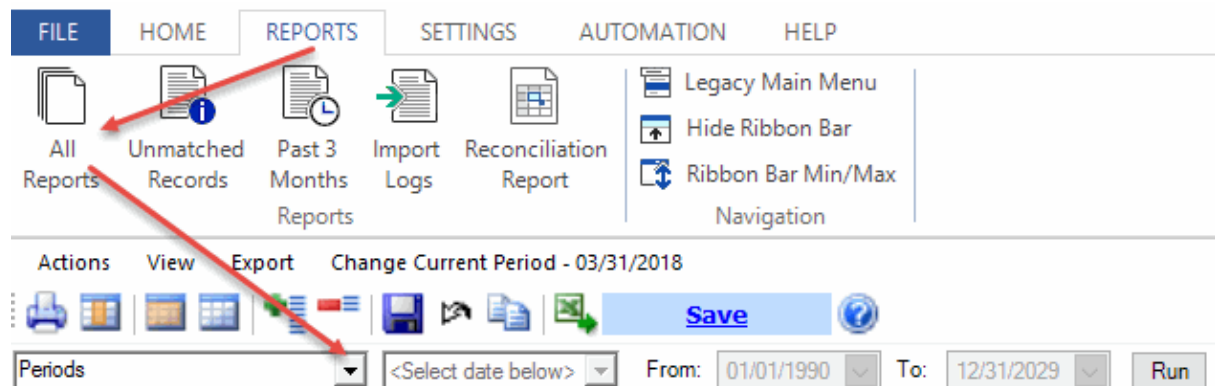 FILE HOME REPORTS SETTINGS AUTOMATION HELP
All Reports
Unmatched Records
Past 3 Months
Import Logs
Reconciliation Report
Reports
Legacy Main Menu
Hide Ribbon Bar
Ribbon Bar Min/Max
Navigation
Actions View Export Change Current Period - 03/31/2018
Save
Periods <Select date below> From: 01/01/1990 To: 12/31/2029 Run